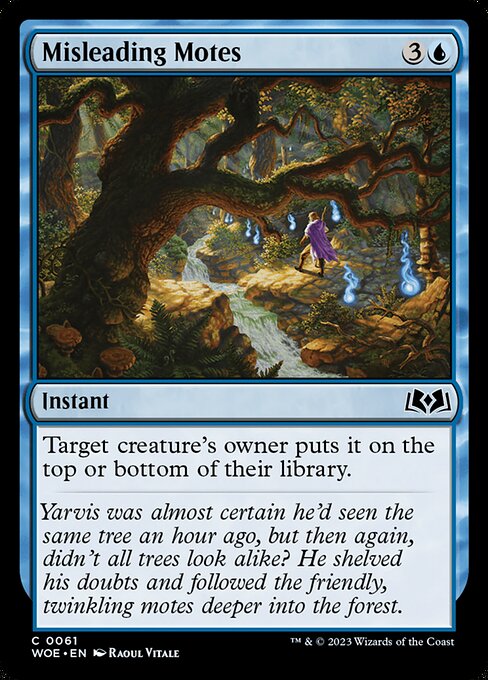 Misleading Motes 3
Instant
Target creature's owner puts it on the
top or bottom of their library.
Yarvis was almost certain he'd seen the
same tree an hour ago, but then again,
didn't all trees look alike? He shelved
his doubts and followed the friendly,
twinkling motes deeper into the forest.
C 0061
WOE • EN Raoul Vitale
™ & © 2023 Wizards of the Coast